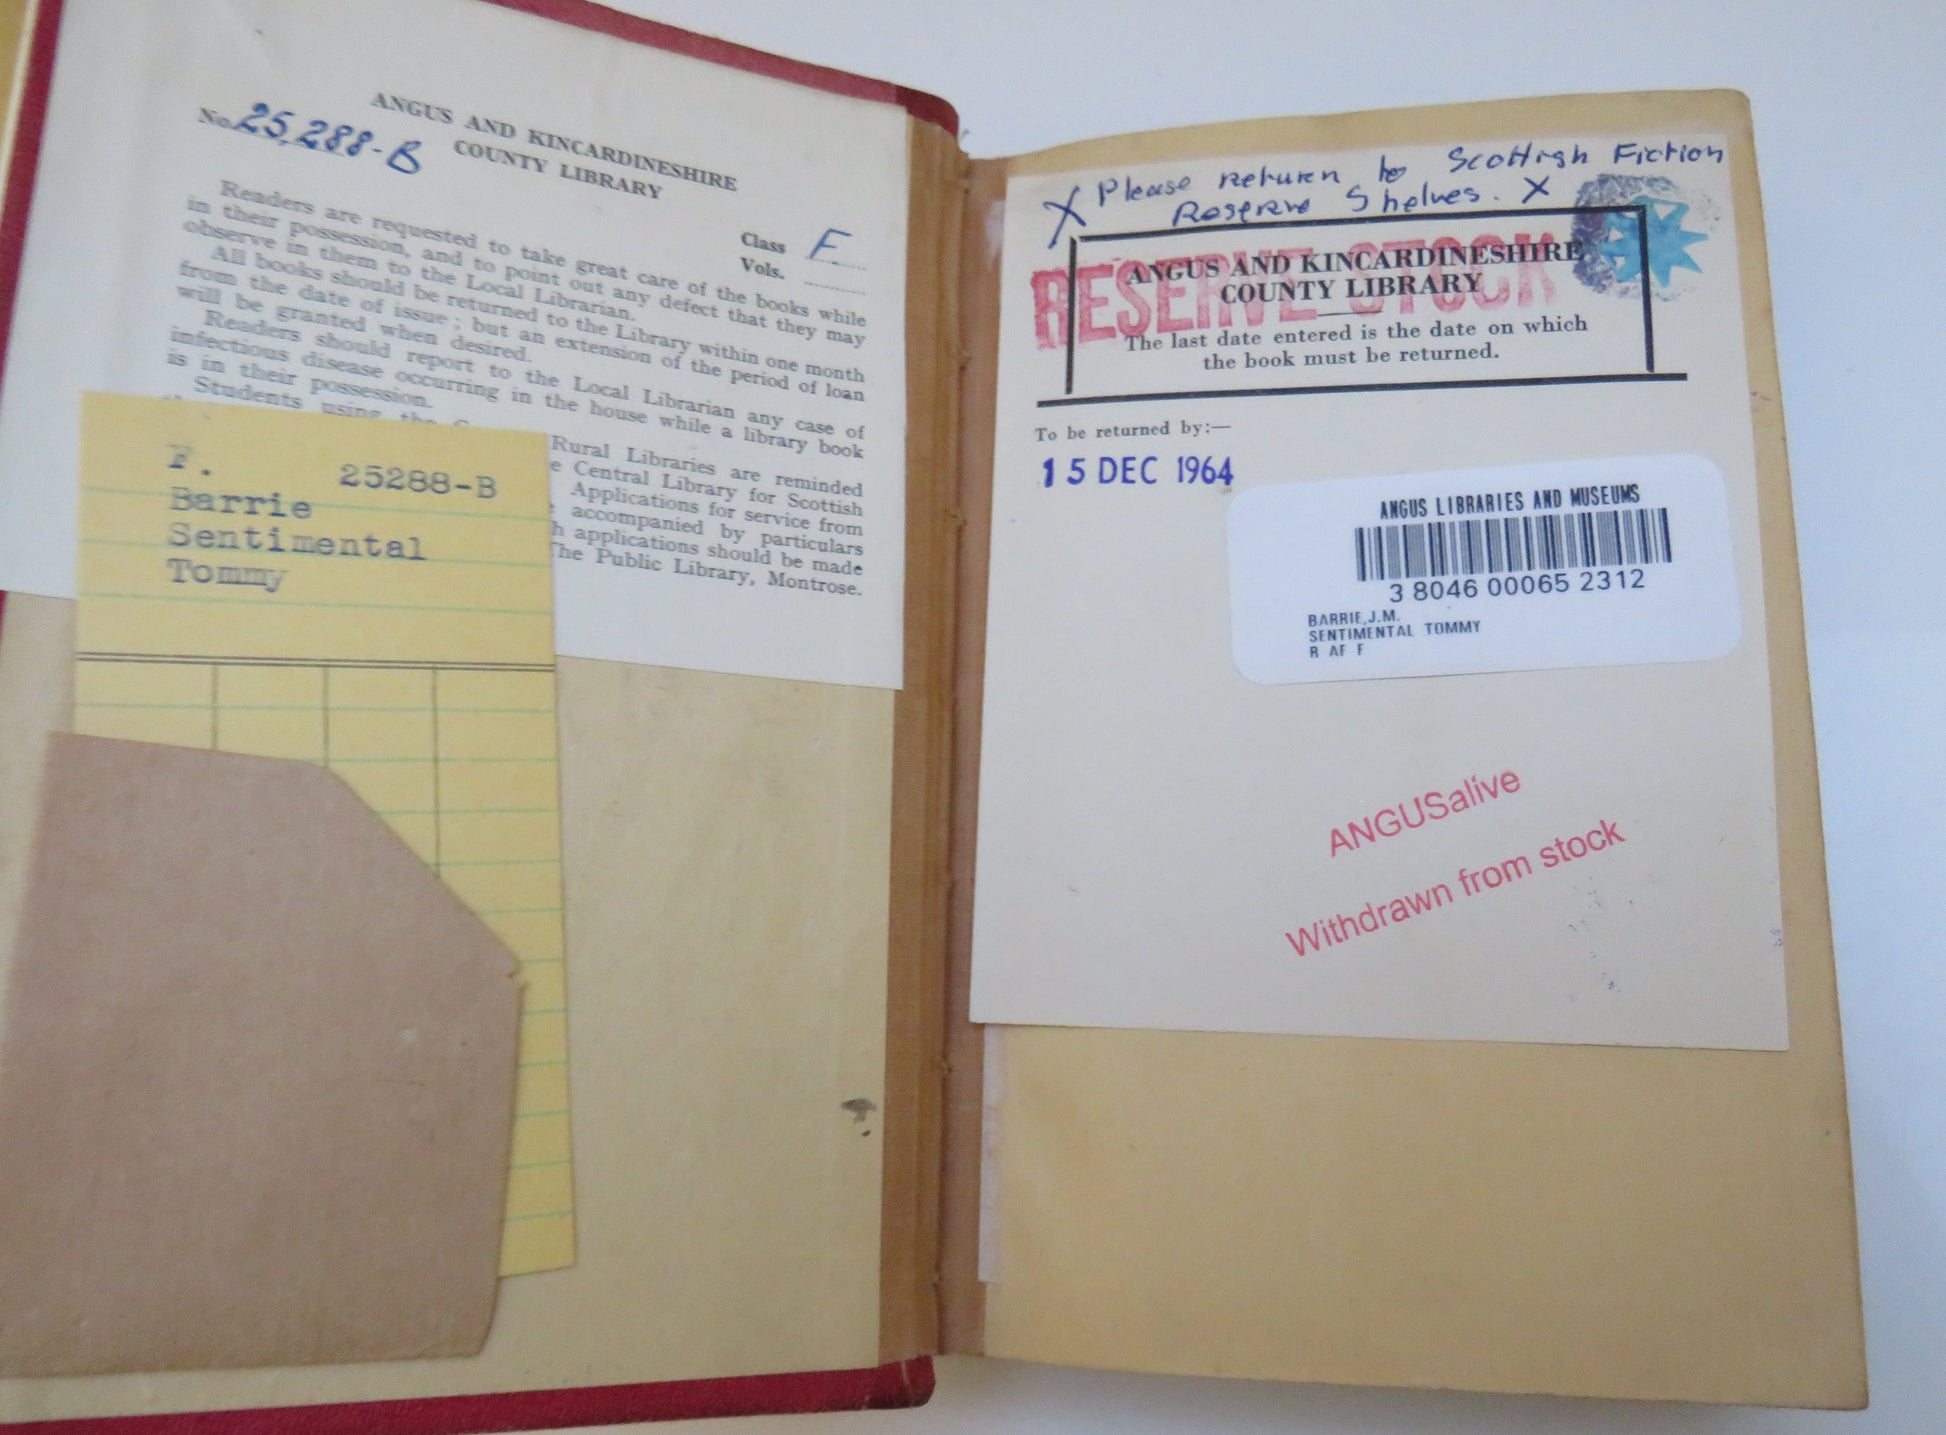 ANGUS AND KINCARDINESHIRE
COUNTY LIBRARY
No. 25,288-B
Class F.
Vols.
Readers are requested to take great care of the books while
in their possession, and to point out any defect that they may
observe in them to the Local Librarian.
All books should be returned to the Library within one month
from the date of issue; but an extension of the period of loan
will be granted when desired.
Readers should report to the Local Librarian any case of
infectious disease occurring in the house while a library book
is in their possession.
Students using the
Rural Libraries are reminded
Central Library for Scottish
Applications for service from
accompanied by particulars
applications should be made
The Public Library, Montrose.
F. 25288-B
Barrie
Sentimental
Tommy
X Please return to Scottish Fiction
Reserve Shelves. X
RESERVE STOCK
ANGUS AND KINCARDINESHIRE
COUNTY LIBRARY
The last date entered is the date on which
the book must be returned.
To be returned by:—
15 DEC 1964
ANGUS LIBRARIES AND MUSEUMS
3 8046 00065 2312
BARRIE,J.M.
SENTIMENTAL TOMMY
R AF F
ANGUSalive
Withdrawn from stock